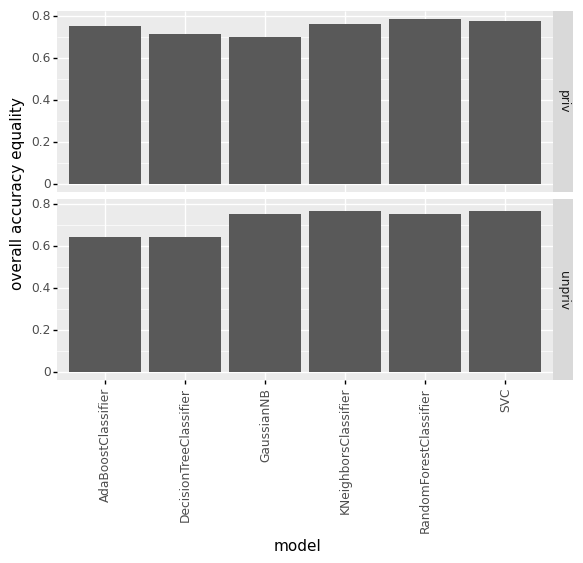 overall accuracy equality
0.8
0.6
0.4
0.2
0
priv
0.8
0.6
0.4
0.2
0
unpriv
AdaBoostClassifier
DecisionTreeClassifier
GaussianNB
KNeighborsClassifier
RandomForestClassifier
SVC
model